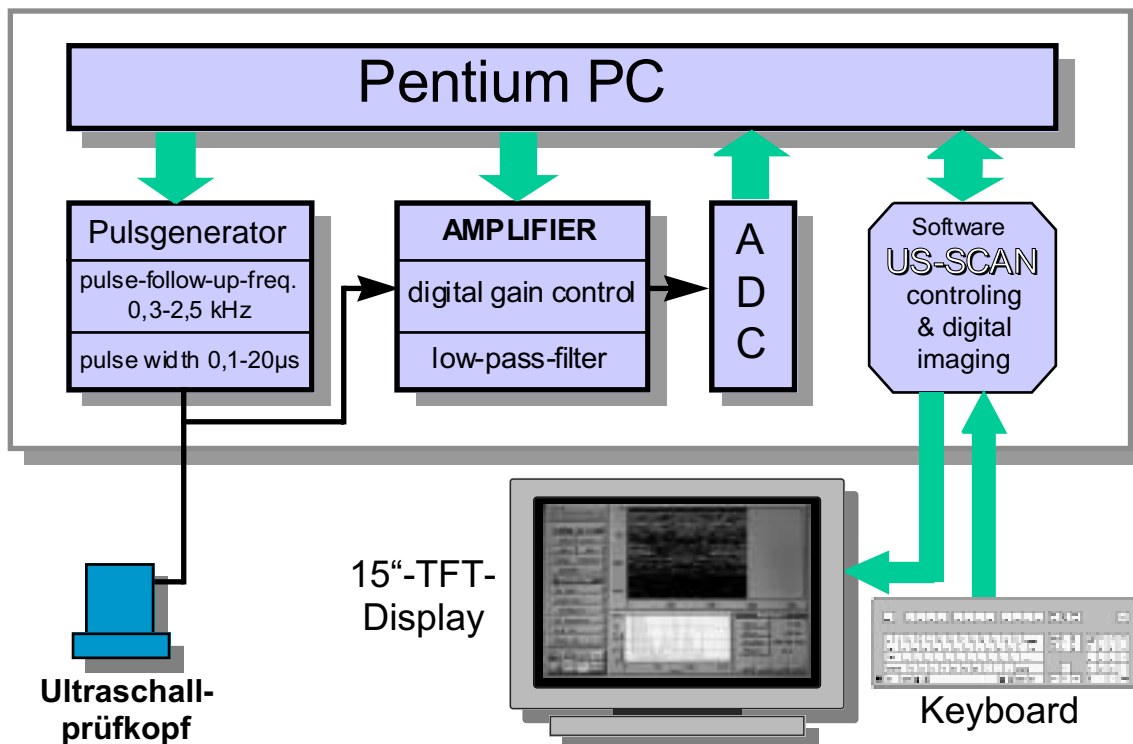 Pentium PC
Pulsgenerator
pulse-follow-up-freq.
0,3-2,5 kHz
pulse width 0,1-20µs
AMPLIFIER
digital gain control
low-pass-filter
A
D
C
Software
US-SCAN
controling
& digital
imaging
15“-TFT-
Display
Ultraschall-
prüfkopf
Keyboard